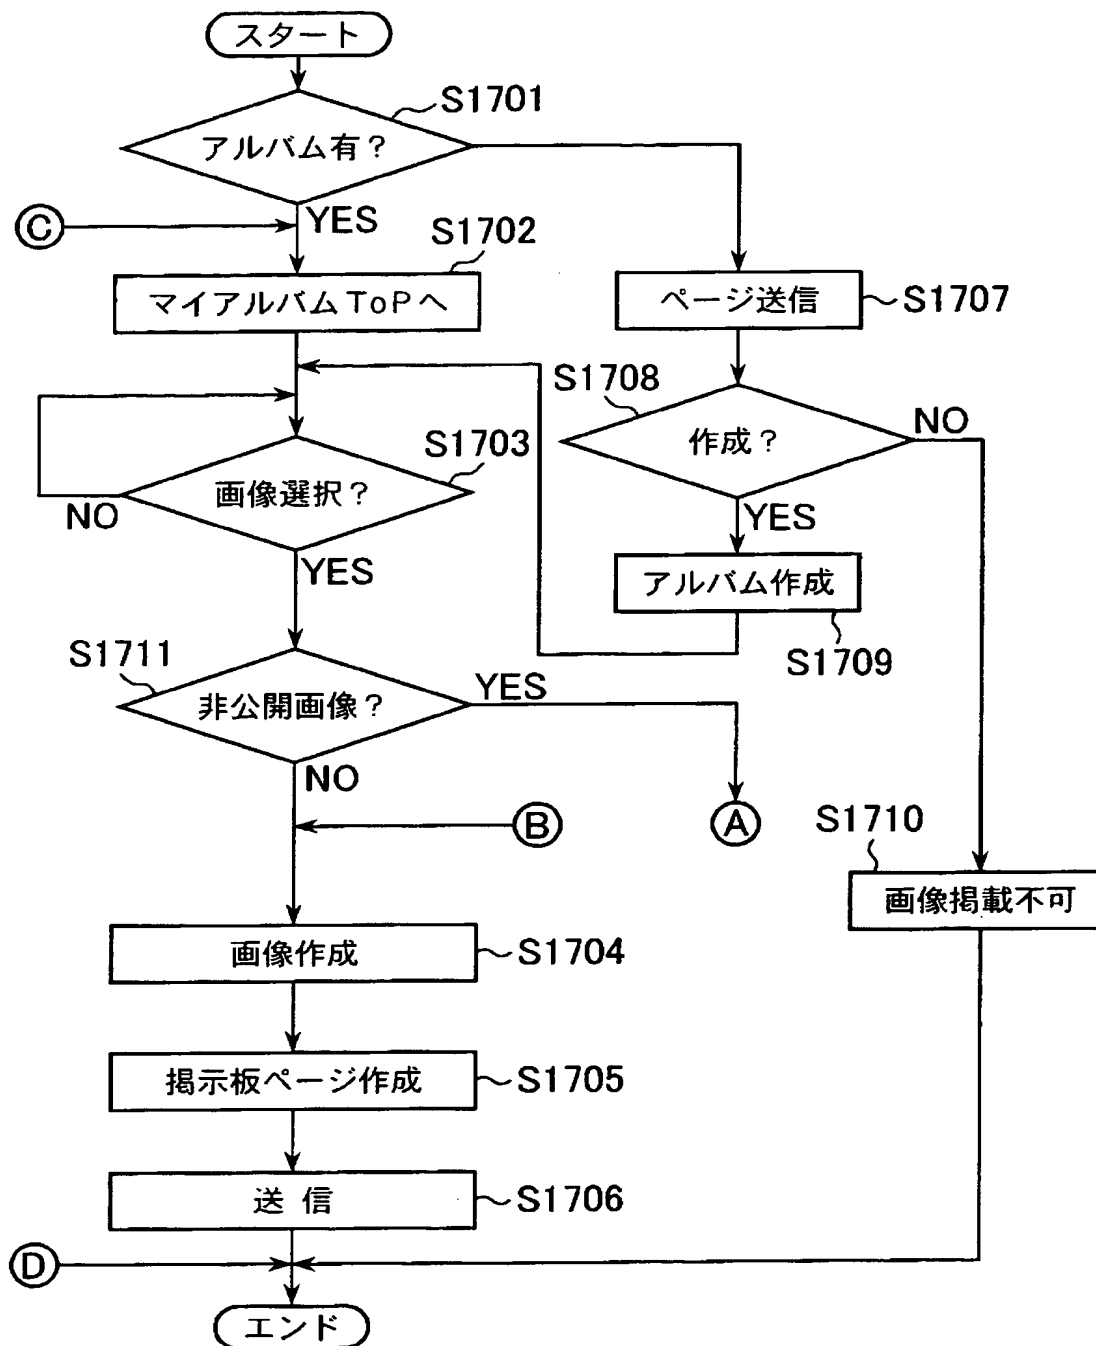 スタート
S1701
アルバム有?
C
YES
S1702
マイアルバムToPへ
ページ送信
S1707
S1708
作成?
NO
S1703
画像選択?
NO
YES
YES
アルバム作成
S1709
S1711
非公開画像?
YES
NO
B
A
S1710
画像掲載不可
画像作成
S1704
掲示板ページ作成
S1705
送信
S1706
D
エンド